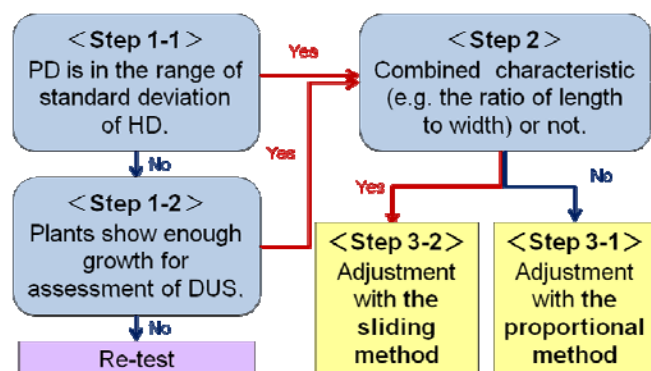 <Step 1-1>
PD is in the range of
standard deviation
of HD.
Yes
<Step 2>
Combined characteristic
(e.g. the ratio of length
to width) or not.
No
Yes
<Step 1-2>
Plants show enough
growth for
assessment of DUS.
Yes
No
<Step 3-2>
Adjustment
with the
sliding
method
<Step 3-1>
Adjustment
with the
proportional
method
No
Re-test